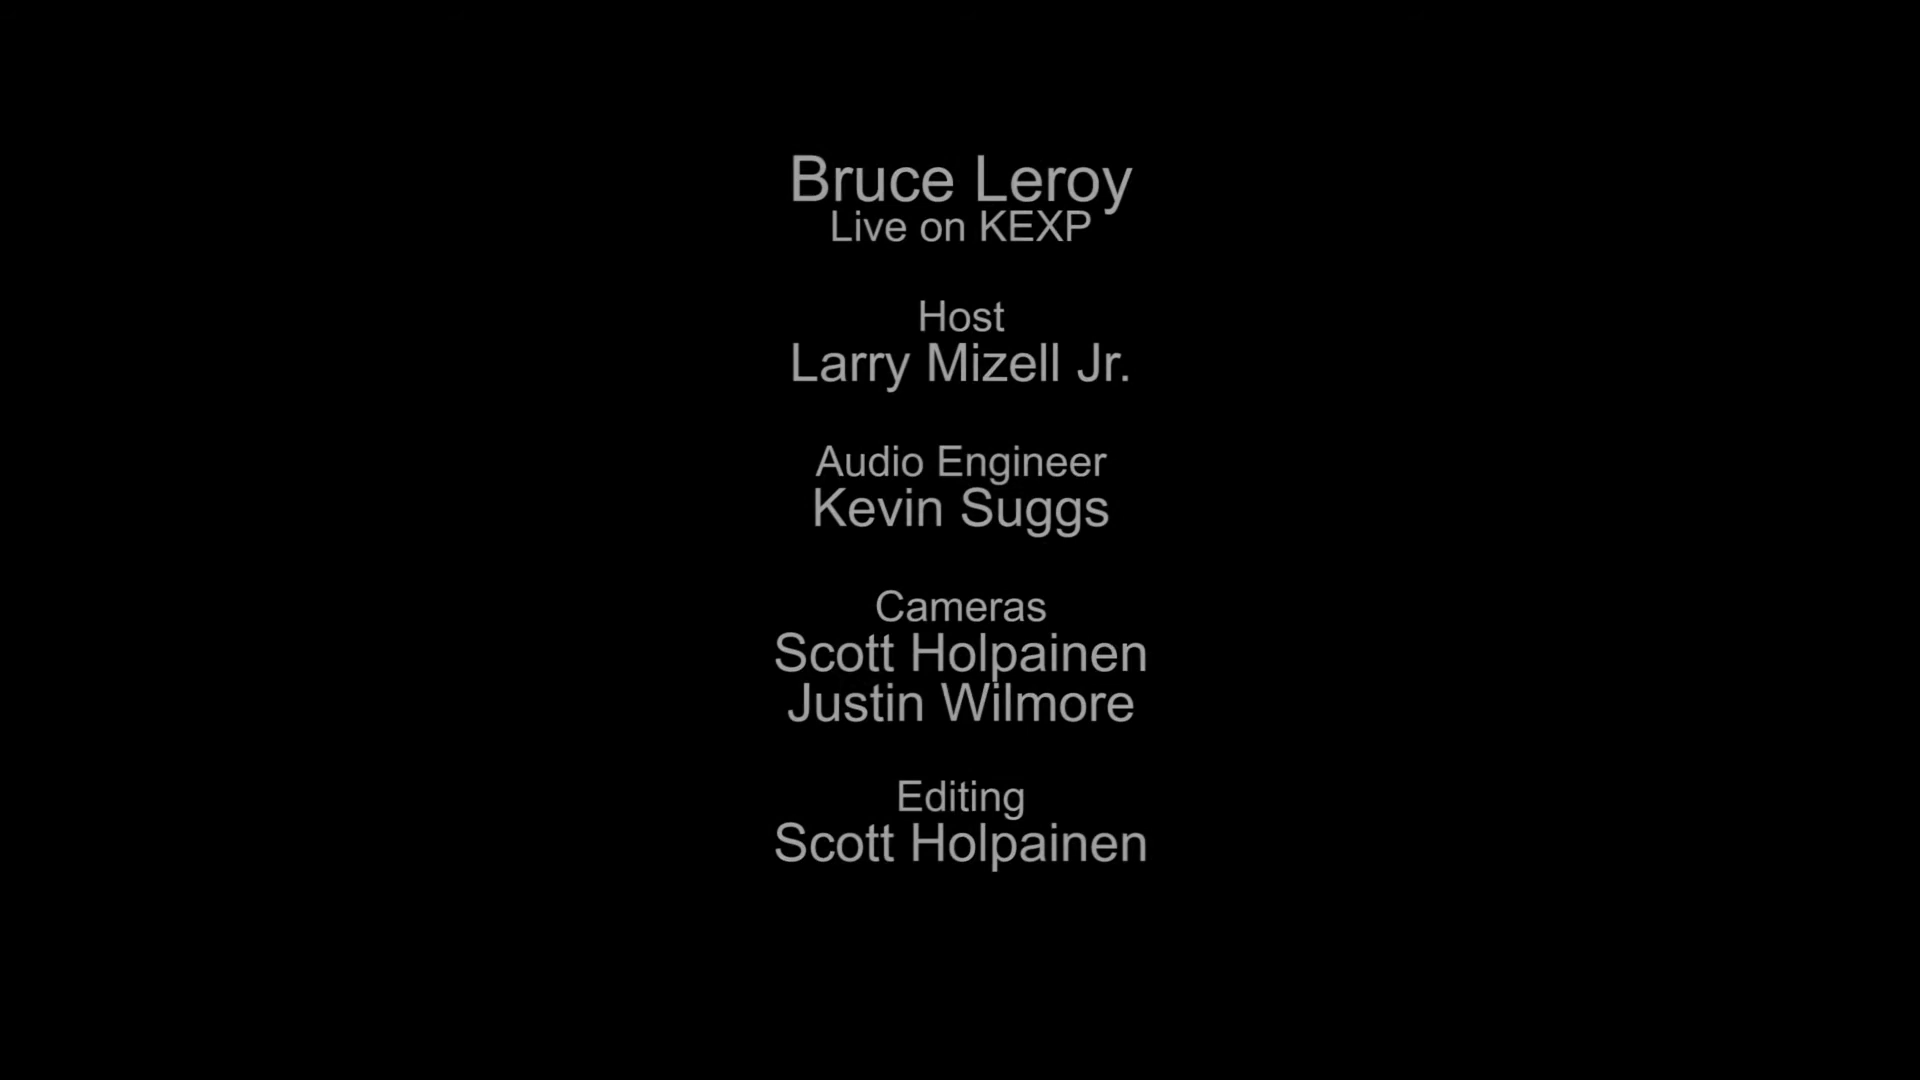 Bruce Leroy
Live on KEXP
Host
Larry Mizell Jr.
Audio Engineer
Kevin Suggs
Cameras
Scott Holpainen
Justin Wilmore
Editing
Scott Holpainen